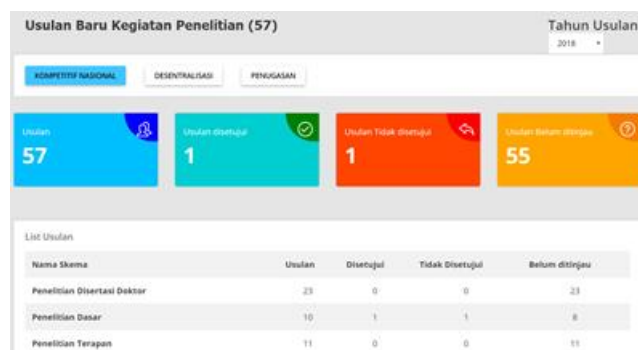 Usulan Baru Kegiatan Penelitian (57)
Tahun Usulan
2018
KOMPETITIF NASIONAL DESENTRALISASI PENUGASAN
Usulan Usulan disetujui Usulan Tidak disetujui Usulan Belum ditinjau
57 1 1 55
List Usulan
Nama Skema Usulan Disetujui Tidak Disetujui Belum ditinjau
Penelitian Disertasi Doktor 23 0 0 23
Penelitian Dasar 10 1 1 8
Penelitian Terapan 11 0 0 11